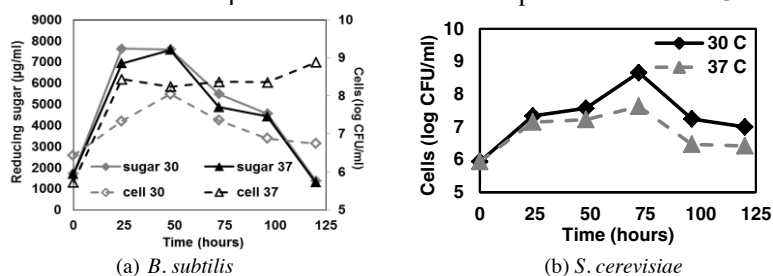 9000
8000
7000
6000
5000
4000
3000
2000
1000
0
Reducing sugar (µg/ml)
10
9
8
7
6
5
Cells (log CFU/ml)
sugar 30
sugar 37
cell 30
cell 37
0
25
50
75
100
125
Time (hours)
(a) B. subtilis
10
9
8
7
6
5
Cells (log CFU/ml)
30 C
37 C
0
25
50
75
100
125
Time (hours)
(b) S. cerevisiae